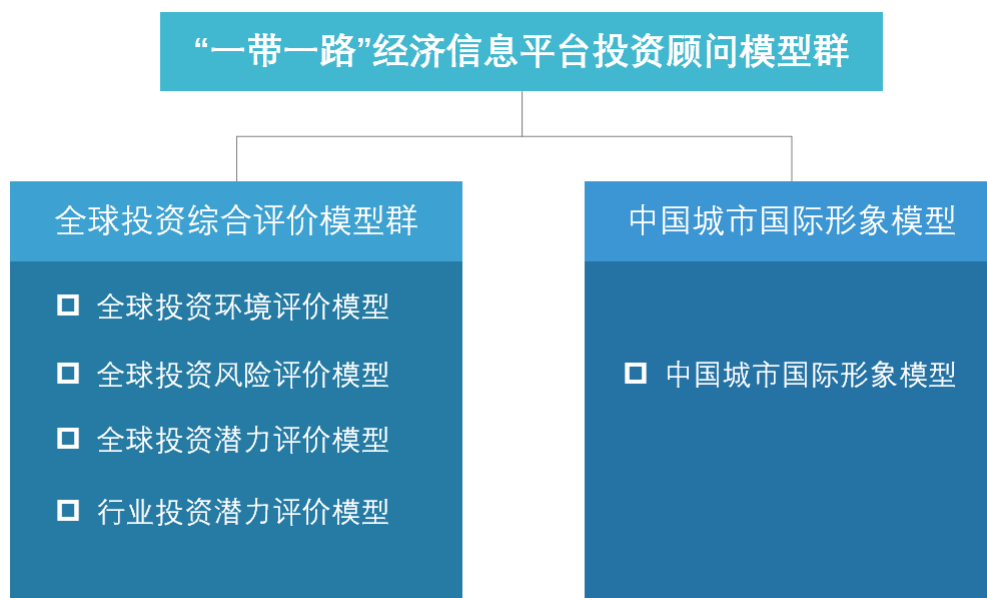 “一带一路”经济信息平台投资顾问模型群
全球投资综合评价模型群
全球投资环境评价模型
全球投资风险评价模型
全球投资潜力评价模型
行业投资潜力评价模型
中国城市国际形象模型
中国城市国际形象模型